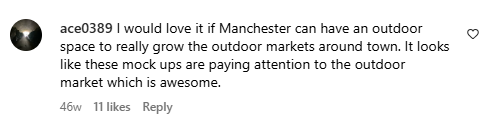 ace0389 I would love it if Manchester can have an outdoor
space to really grow the outdoor markets around town. It looks
like these mock ups are paying attention to the outdoor
market which is awesome.
46w 11 likes Reply